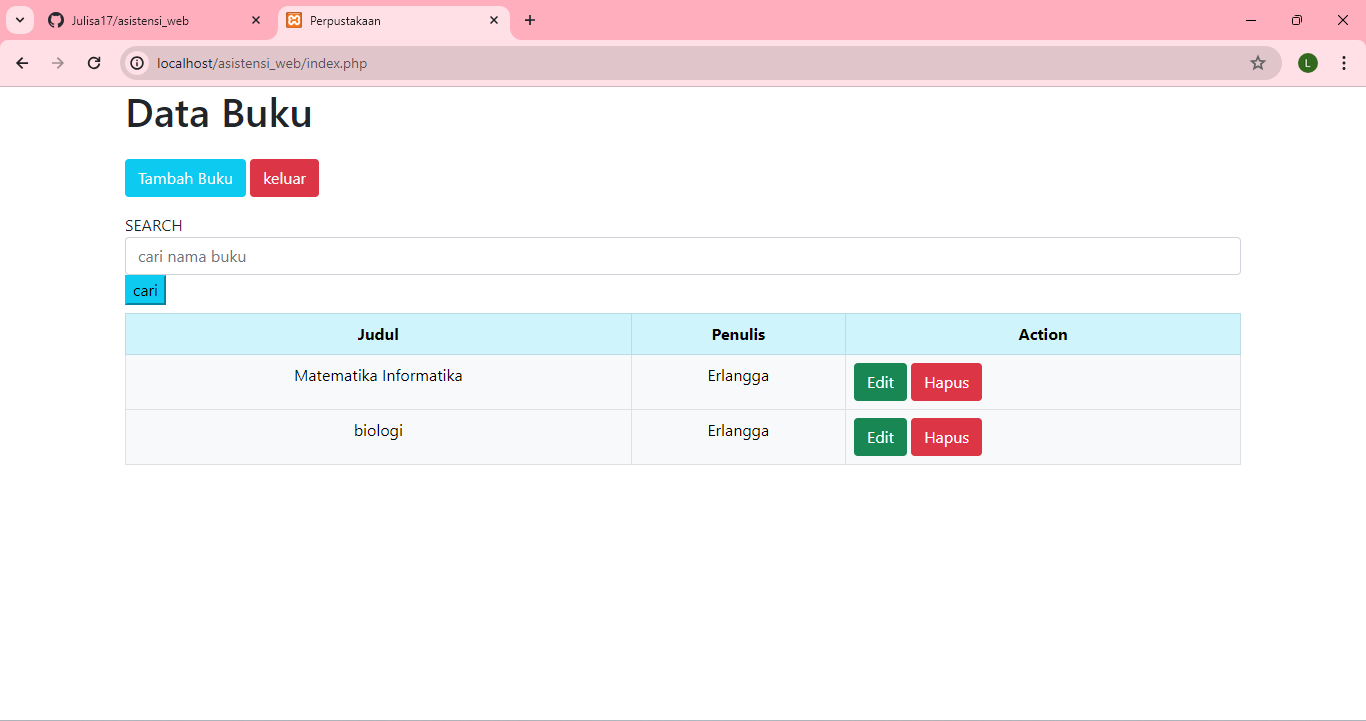 Julisa17/asistensi_web
Perpustakaan
localhost/asistensi_web/index.php
L
Data Buku
Tambah Buku keluar
SEARCH
cari nama buku
cari
Judul Penulis Action
Matematika Informatika Erlangga Edit Hapus
biologi Erlangga Edit Hapus